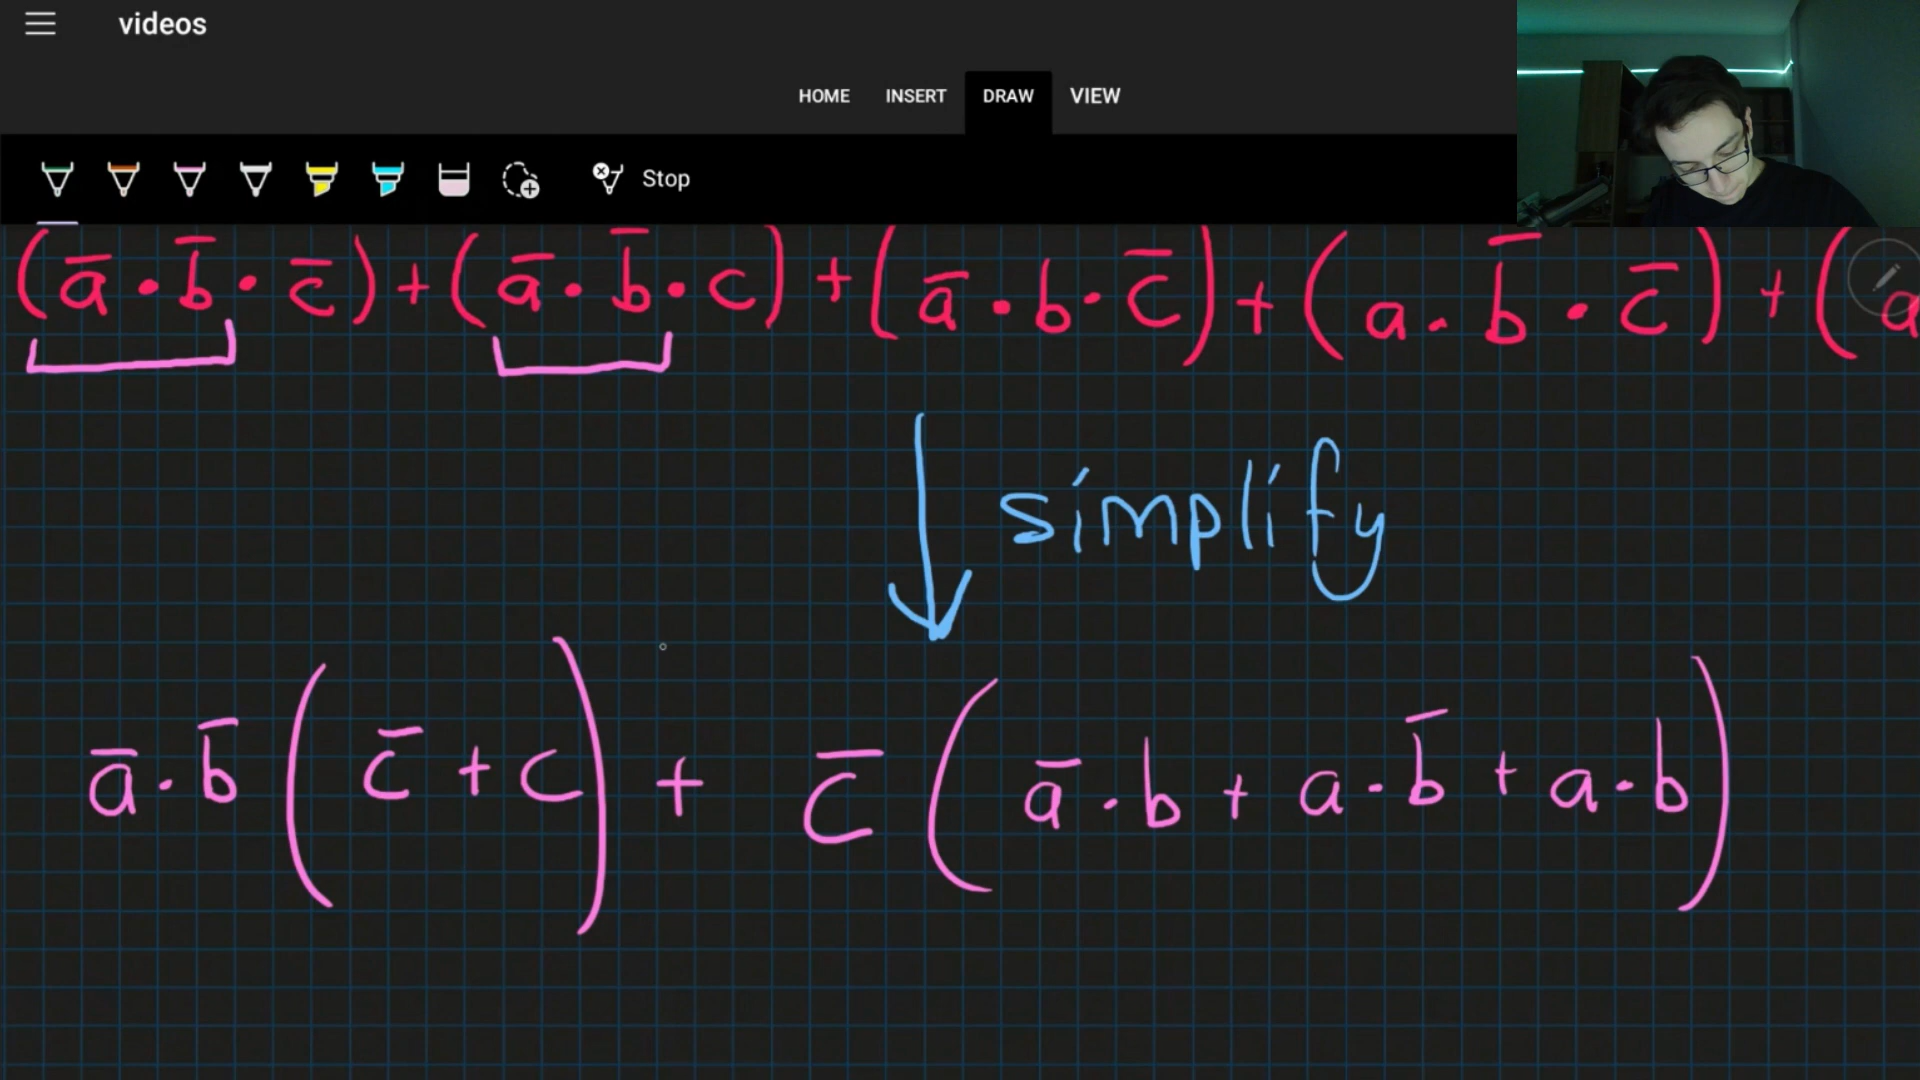 videos
HOME INSERT DRAW VIEW
Stop
(a̅·b̅·c̅)+(a̅·b̅·c)+(a̅·b·c̅)+(a·b̅·c̅)+(a
simplify
a̅·b̅(c̅+c)+c̅(a̅·b+a·b̅+a·b)